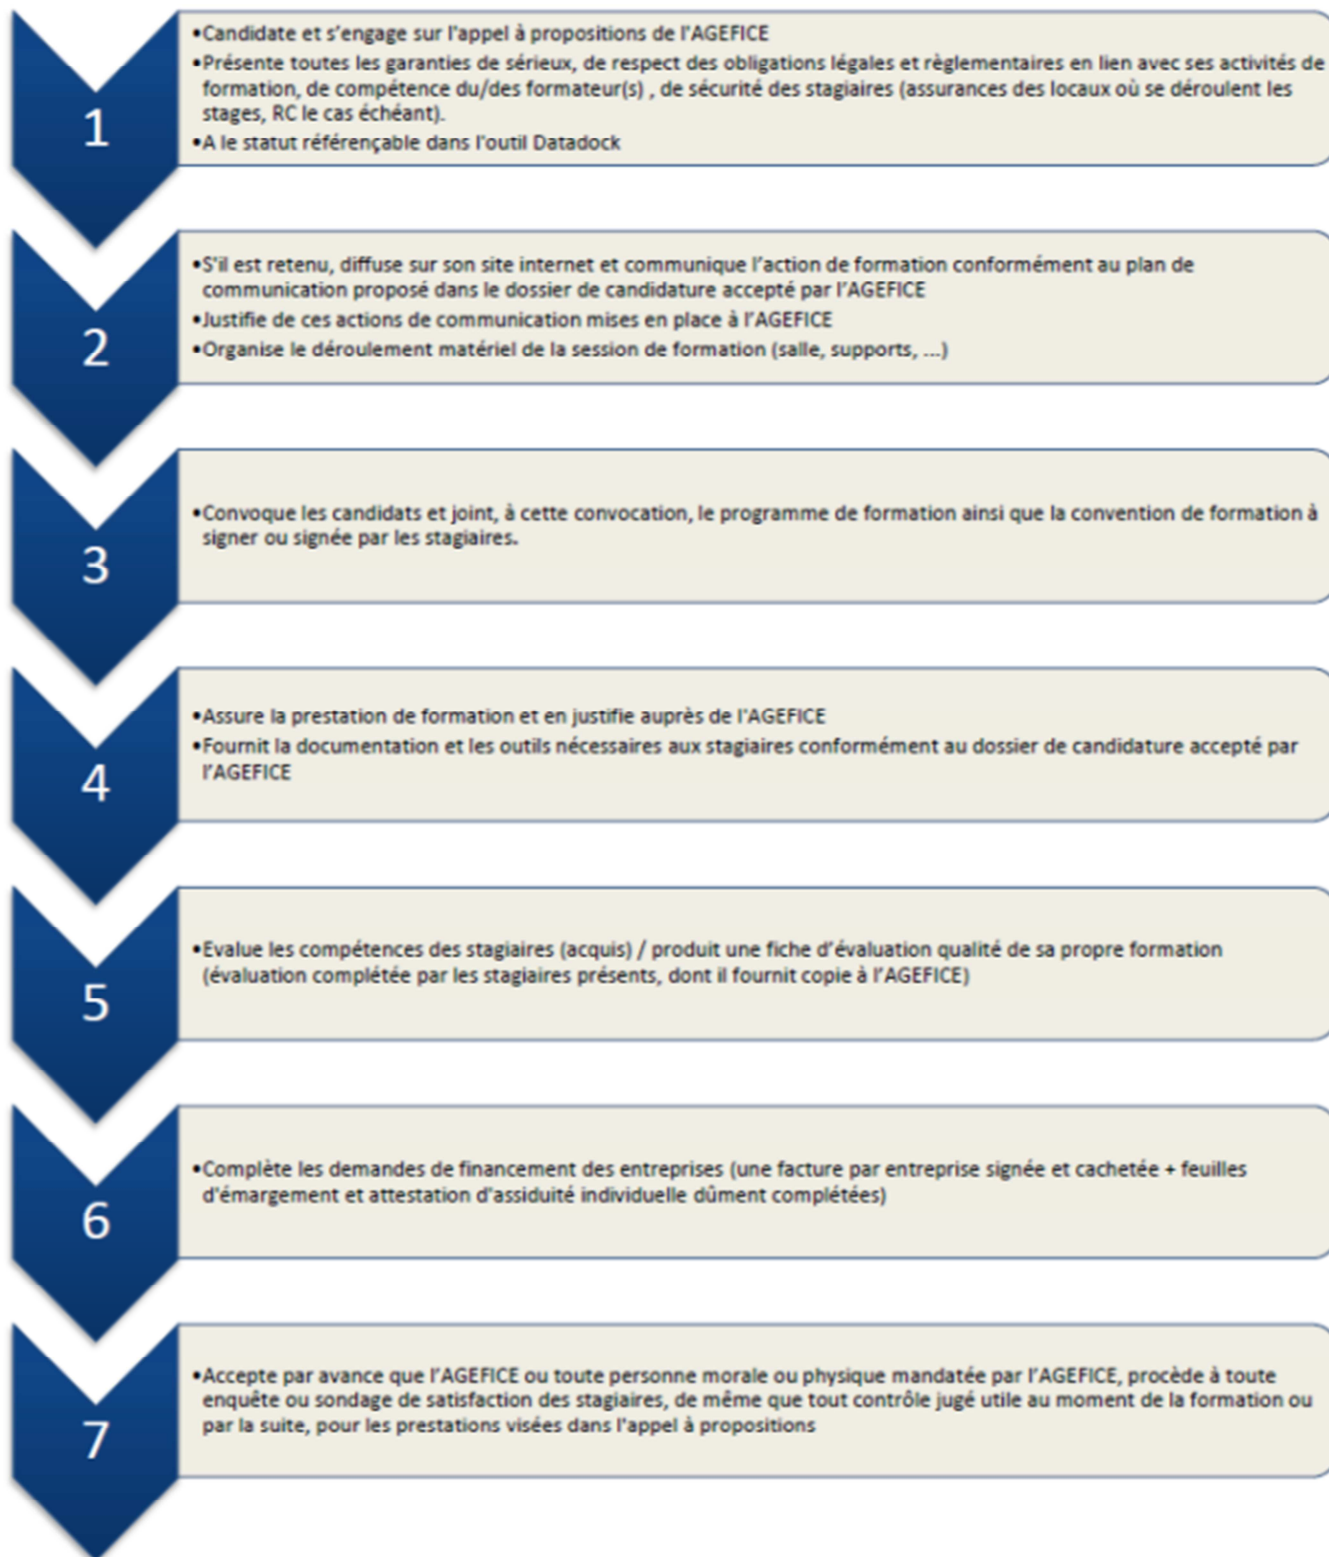 1
•Candidate et s'engage sur l'appel à propositions de l'AGEFICE
•Présente toutes les garanties de sérieux, de respect des obligations légales et règlementaires en lien avec ses activités de
formation, de compétence du/des formateur(s) , de sécurité des stagiaires (assurances des locaux où se déroulent les
stages, RC le cas échéant).
•A le statut référençable dans l'outil Datadock
2
•S'il est retenu, diffuse sur son site internet et communique l'action de formation conformément au plan de
communication proposé dans le dossier de candidature accepté par l'AGEFICE
•Justifie de ces actions de communication mises en place à l'AGEFICE
•Organise le déroulement matériel de la session de formation (salle, supports, ...)
3
•Convoque les candidats et joint, à cette convocation, le programme de formation ainsi que la convention de formation à
signer ou signée par les stagiaires.
4
•Assure la prestation de formation et en justifie auprès de l'AGEFICE
•Fournit la documentation et les outils nécessaires aux stagiaires conformément au dossier de candidature accepté par
l'AGEFICE
5
•Evalue les compétences des stagiaires (acquis) / produit une fiche d'évaluation qualité de sa propre formation
(évaluation complétée par les stagiaires présents, dont il fournit copie à l'AGEFICE)
6
•Complète les demandes de financement des entreprises (une facture par entreprise signée et cachetée + feuilles
d'émargement et attestation d'assiduité individuelle dûment complétées)
7
•Accepte par avance que l'AGEFICE ou toute personne morale ou physique mandatée par l'AGEFICE, procède à toute
enquête ou sondage de satisfaction des stagiaires, de même que tout contrôle jugé utile au moment de la formation ou
par la suite, pour les prestations visées dans l'appel à propositions